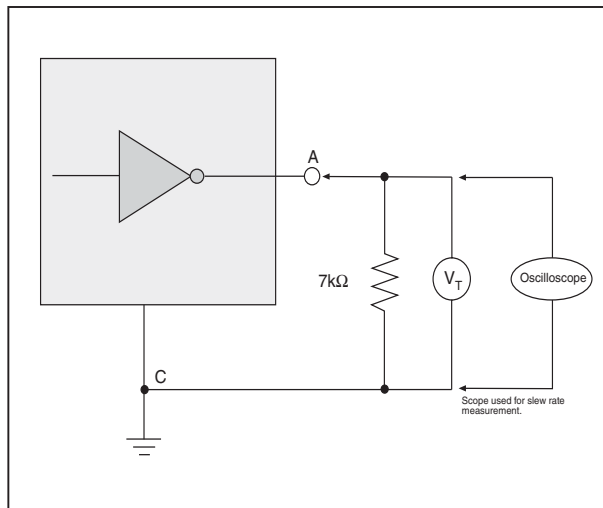 A
7kΩ
VT
Oscilloscope
C
Scope used for slew rate
measurement.